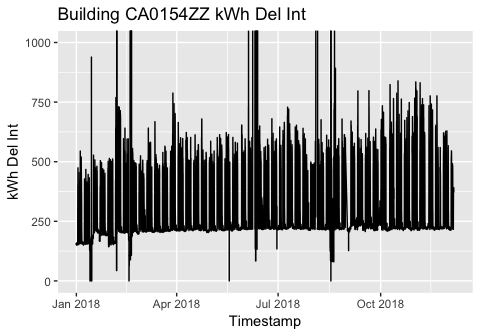 Building CA0154ZZ kWh Del Int
1000
750
500
250
0
kWh Del Int
Jan 2018 Apr 2018 Jul 2018 Oct 2018
Timestamp